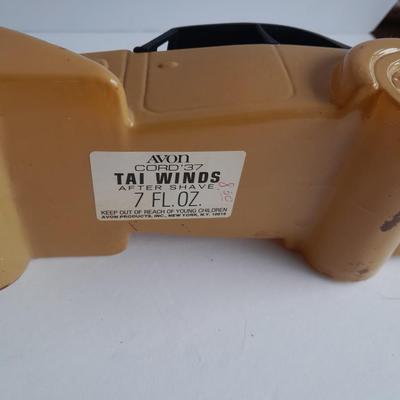 AVON
CORD '37
TAI WINDS
AFTER SHAVE
7 FL. OZ.
KEEP OUT OF REACH OF YOUNG CHILDREN
AVON PRODUCTS, INC., NEW YORK, N.Y. 10019